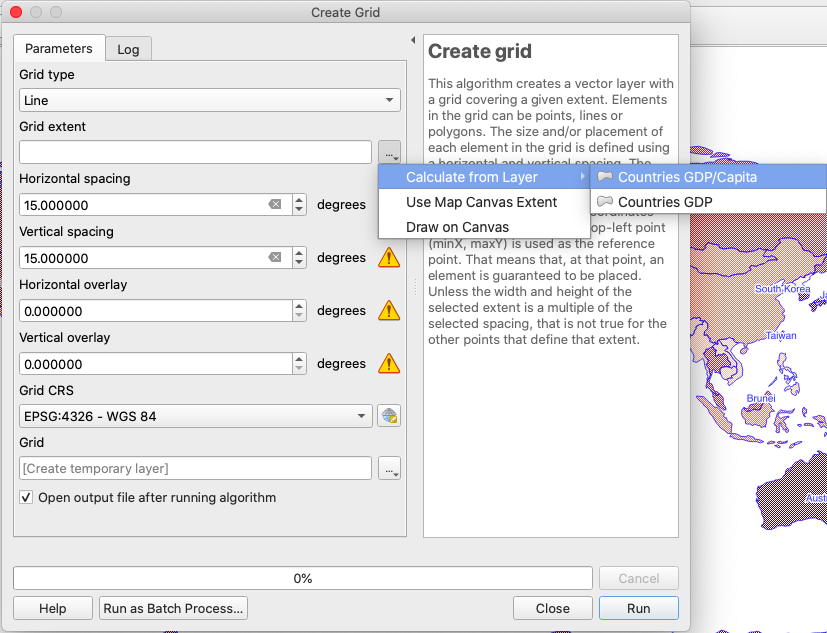 Create Grid
Parameters
Log
Grid type
Line
Grid extent
...
Horizontal spacing
15.000000
degrees
Vertical spacing
15.000000
degrees
Horizontal overlay
0.000000
degrees
Vertical overlay
0.000000
degrees
Grid CRS
EPSG:4326 - WGS 84
Grid
[Create temporary layer]
...
Open output file after running algorithm
Create grid
This algorithm creates a vector layer with
a grid covering a given extent. Elements
in the grid can be points, lines or
polygons. The size and/or placement of
each element in the grid is defined using
a horizontal and vertical spacing. The
Calculate from Layer
Use Map Canvas Extent
Draw on Canvas
Countries GDP/Capita
Countries GDP
top-left point
(minX, maxY) is used as the reference
point. That means that, at that point, an
element is guaranteed to be placed.
Unless the width and height of the
selected extent is a multiple of the
selected spacing, that is not true for the
other points that define that extent.
South Korea
Taiwan
Brunei
0%
Cancel
Help
Run as Batch Process...
Close
Run